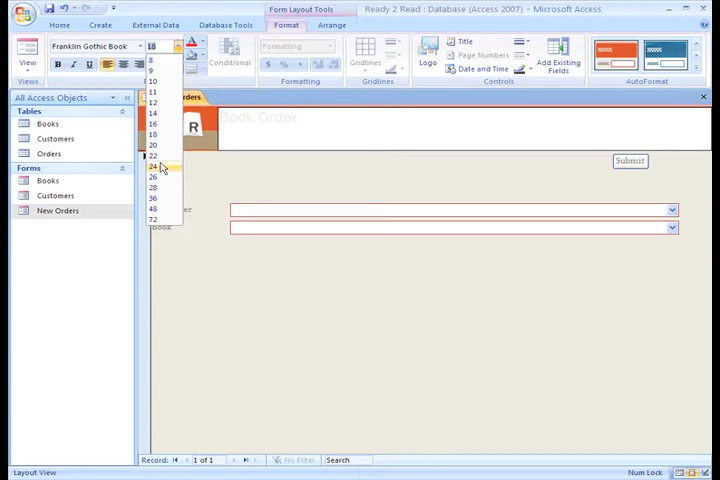 Form Layout Tools
Ready 2 Read : Database (Access 2007) - Microsoft Access
Home
Create
External Data
Database Tools
Format
Arrange
View
Views
Franklin Gothic Book
18
B I U
Conditional
Formatting
Formatting
$ % ,
Gridlines
Gridlines
Logo
Title
Page Numbers
Date and Time
Add Existing
Fields
Controls
AutoFormat
All Access Objects
Tables
Books
Customers
Orders
Forms
Books
Customers
New Orders
8
9
10
11
12
14
16
18
20
22
24
26
28
36
48
72
R
Book Order
Submit
Book
Record:
1 of 1
No Filter
Search
Layout View
Num Lock